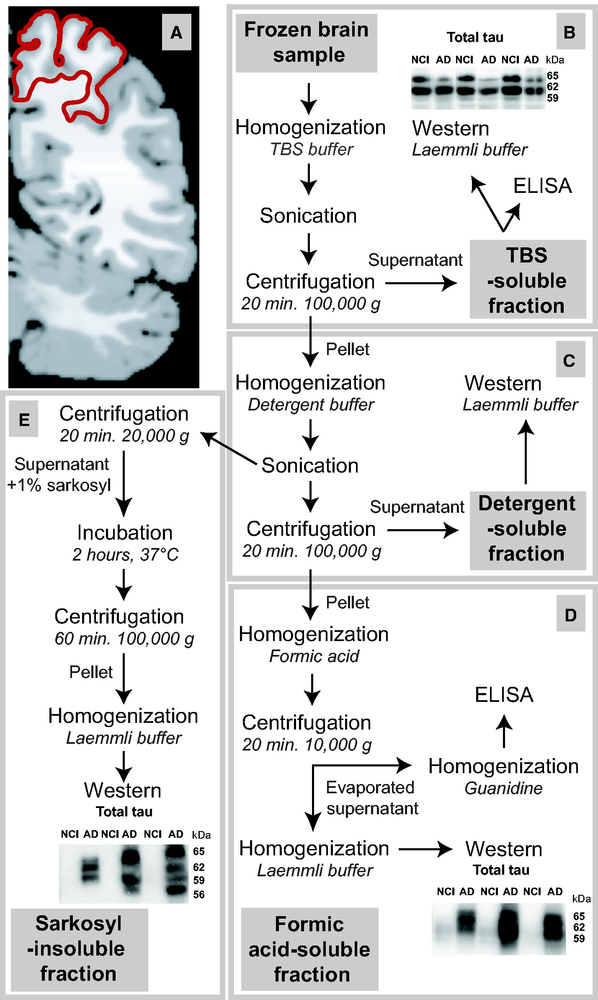 A
B
Frozen brain
sample
Total tau
NCI AD NCI AD NCI AD kDa
65
62
59
Homogenization
TBS buffer
Western
Laemmli buffer
ELISA
Sonication
Supernatant
TBS
-soluble
fraction
Centrifugation
20 min. 100,000 g
Pellet
C
Homogenization
Detergent buffer
Western
Laemmli buffer
Sonication
Supernatant
Detergent
-soluble
fraction
Centrifugation
20 min. 100,000 g
Pellet
D
Homogenization
Formic acid
Centrifugation
20 min. 10,000 g
ELISA
Homogenization
Guanidine
Evaporated
supernatant
Homogenization
Laemmli buffer
Western
Total tau
NCI AD NCI AD NCI AD
kDa
65
62
59
Formic
acid-soluble
fraction
E
Centrifugation
20 min. 20,000 g
Supernatant
+1% sarkosyl
Incubation
2 hours, 37°C
Centrifugation
60 min. 100,000 g
Pellet
Homogenization
Laemmli buffer
Western
Total tau
NCI AD NCI AD NCI AD kDa
65
62
59
56
Sarkosyl
-insoluble
fraction